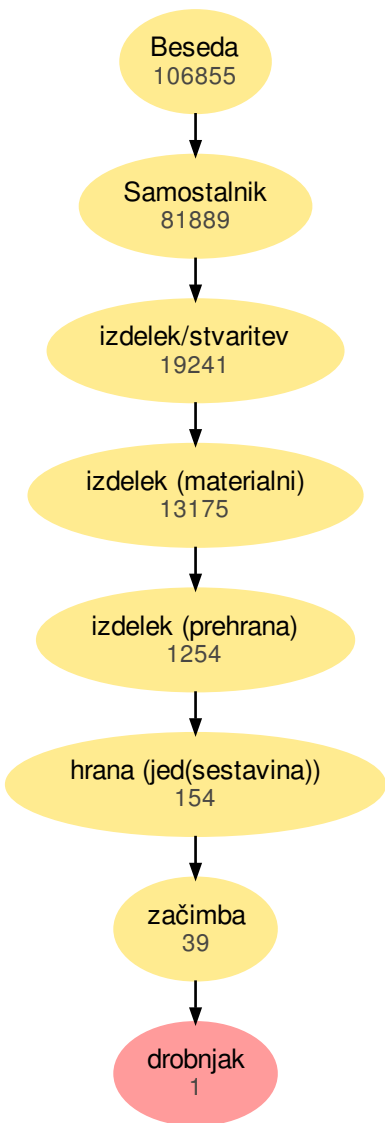 Beseda
106855
Samostalnik
81889
izdelek/stvaritev
19241
izdelek (materialni)
13175
izdelek (prehrana)
1254
hrana (jed(sestavina))
154
začimba
39
drobnjak
1